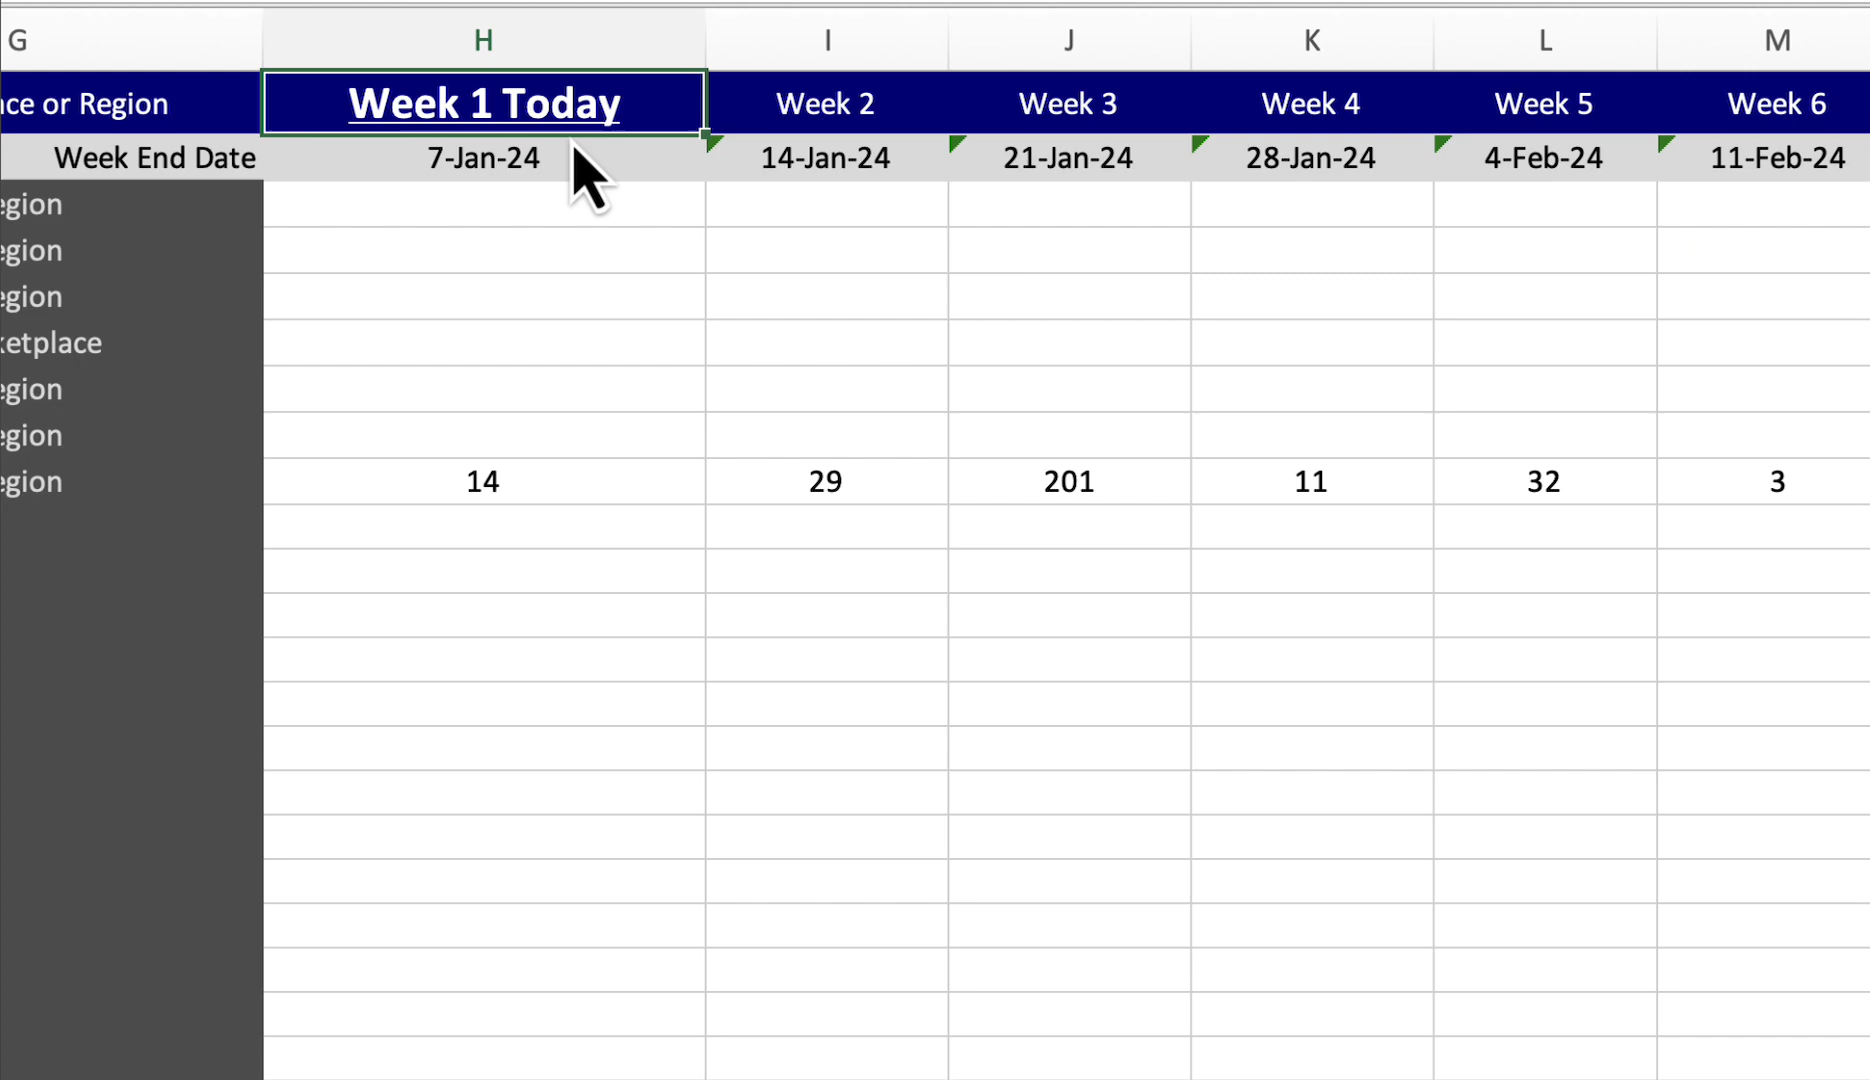 G H I J K L M
ace or Region Week 1 Today Week 2 Week 3 Week 4 Week 5 Week 6
Week End Date 7-Jan-24 14-Jan-24 21-Jan-24 28-Jan-24 4-Feb-24 11-Feb-24
egion
egion
egion
ketplace
egion
egion
egion 14 29 201 11 32 3